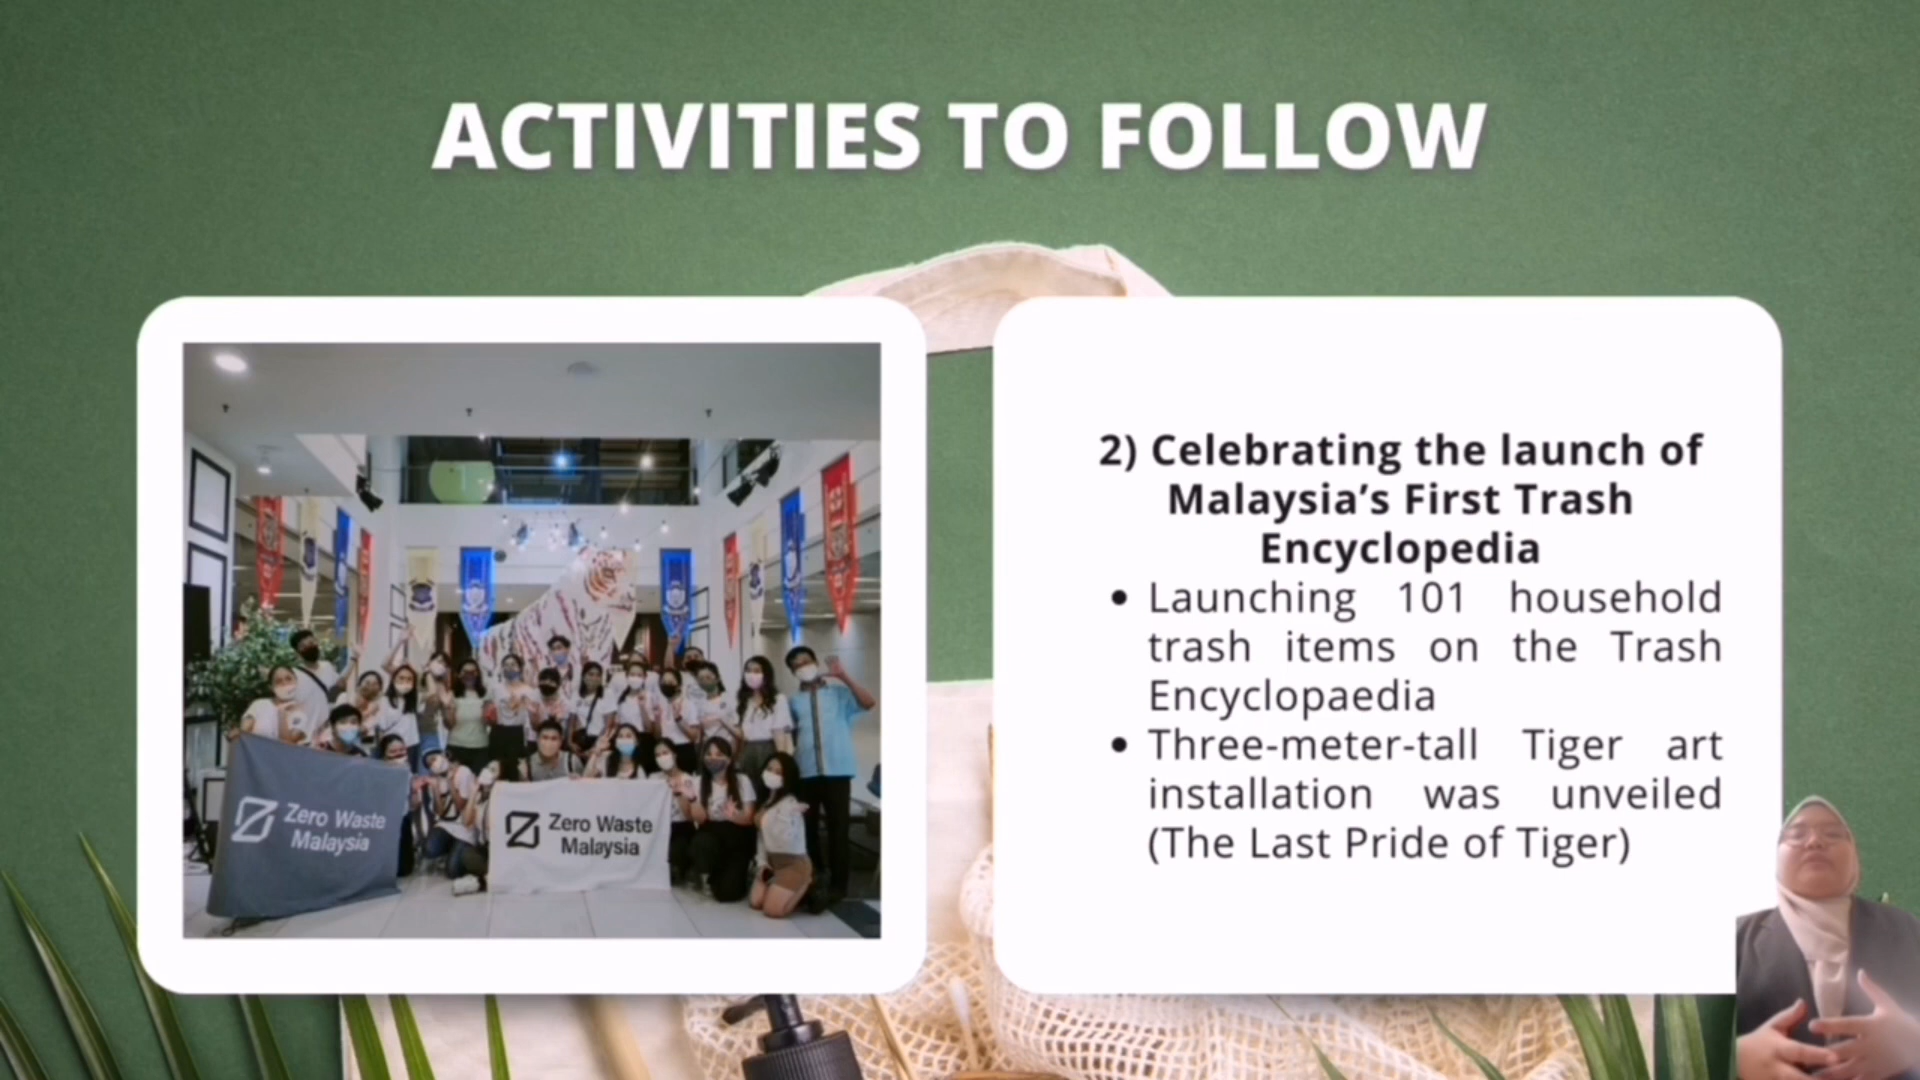 ACTIVITIES TO FOLLOW
Zero Waste
Malaysia
Zero Waste
Malaysia
2) Celebrating the launch of
Malaysia’s First Trash
Encyclopedia
• Launching 101 household
trash items on the Trash
Encyclopaedia
• Three-meter-tall Tiger art
installation was unveiled
(The Last Pride of Tiger)